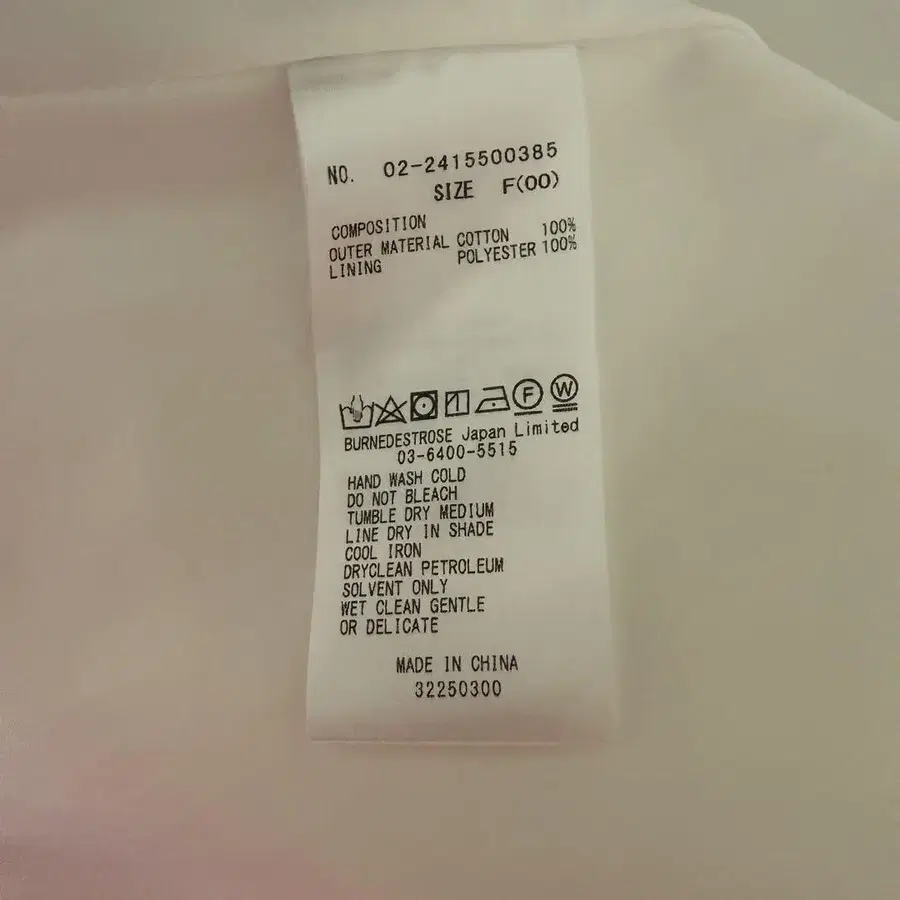 NO. 02-2415500385
SIZE F(00)
COMPOSITION
OUTER MATERIAL COTTON 100%
LINING POLYESTER 100%
F W
BURNEDESTROSE Japan Limited
03-6400-5515
HAND WASH COLD
DO NOT BLEACH
TUMBLE DRY MEDIUM
LINE DRY IN SHADE
COOL IRON
DRYCLEAN PETROLEUM
SOLVENT ONLY
WET CLEAN GENTLE
OR DELICATE
MADE IN CHINA
32250300